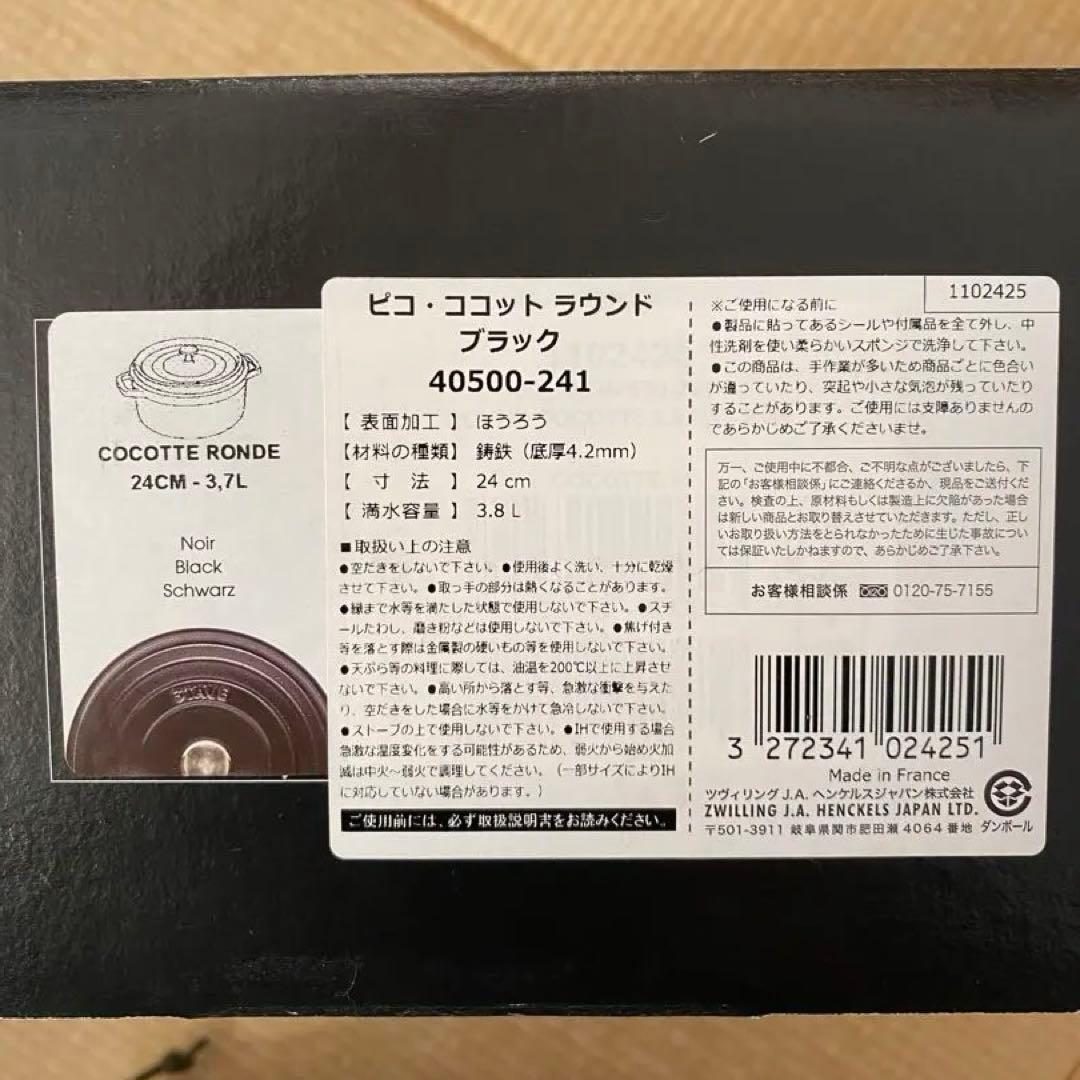 COCOTTE RONDE
24CM - 3,7L
Noir
Black
Schwarz
STAUB
ピコ・ココット ラウンド
ブラック
40500-241
【 表面加工 】 ほうろう
【材料の種類】 鋳鉄（底厚4.2mm）
【 寸 法 】 24 cm
【 満水容量 】 3.8 L
■取扱い上の注意
●空だきをしないで下さい。●使用後よく洗い、十分に乾燥
させて下さい。●取っ手の部分は熱くなることがあります。
●縁まで水等を満たした状態で使用しないで下さい。●スチ
ールたわし、磨き粉などは使用しないで下さい。●焦げ付き
等を落とす際は金属製の硬いもの等を使用しないで下さい。
●天ぷら等の料理に際しては、油温を200℃以上に上昇させ
ないで下さい。●高い所から落とす等、急激な衝撃を与えた
り、空だきをした場合に水等をかけて急冷しないで下さい。
●ストーブの上で使用しないで下さい。●IHで使用する場合
急激な温度変化をする可能性があるため、弱火から始め火加
減は中火〜弱火で調理してください。（一部サイズによりIH
に対応していない場合があります。）
ご使用前には、必ず取扱説明書をお読みください。
1102425
※ご使用になる前に
●製品に貼ってあるシールや付属品を全て外し、中
性洗剤を使い柔らかいスポンジで洗浄して下さい。
●この商品は、手作業が多いため商品ごとに色合い
が違っていたり、突起や小さな気泡が残っていたり
することがあります。ご使用には支障ありませんの
であらかじめご了承くださいませ。
万一、ご使用中に不都合、ご不明な点がございましたら、下
記の「お客様相談係」にご連絡くださるか、現品をご送付くださ
い。検査の上、原材料もしくは製造上に欠陥があった場合
は新しい商品とお取り替えさせていただきます。ただし、正し
いお取り扱い方法をとられなかったために生じた事故につい
ては保証いたしかねますので、あらかじめご了承下さい。
お客様相談係 0120-75-7155
3 272341 024251
Made in France
ツヴィリング J.A. ヘンケルスジャパン株式会社
ZWILLING J.A. HENCKELS JAPAN LTD.
〒501-3911 岐阜県関市肥田瀬 4064 番地
ダンボール